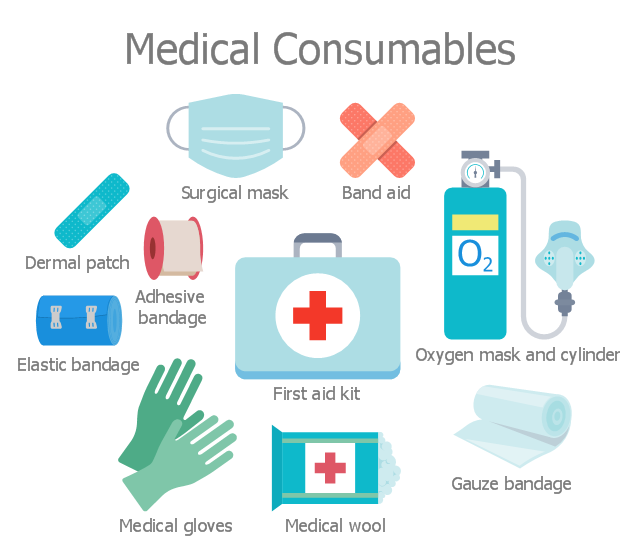 Medical Consumables
Surgical mask
Band aid
Dermal patch
Adhesive
bandage
O2
Elastic bandage
Oxygen mask and cylinder
First aid kit
Gauze bandage
Medical gloves
Medical wool